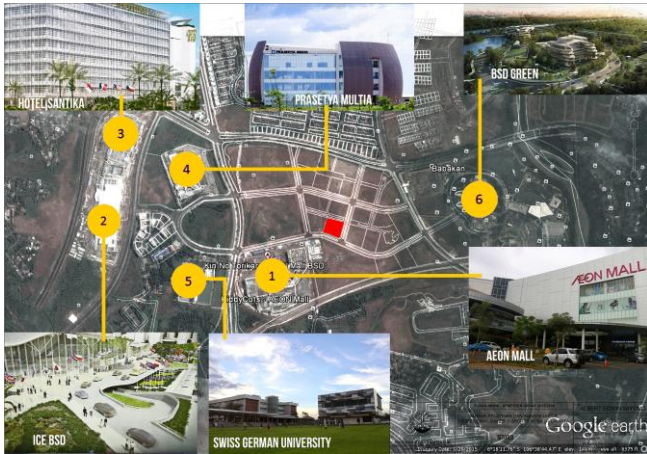 HOTEL SANTIKA
PRASETYA MULTIA
BSD GREEN
3
4
Babakan
6
2
5
1
AEON MALL
AEON MALL
ICE BSD
SWISS GERMAN UNIVERSITY
Google earth